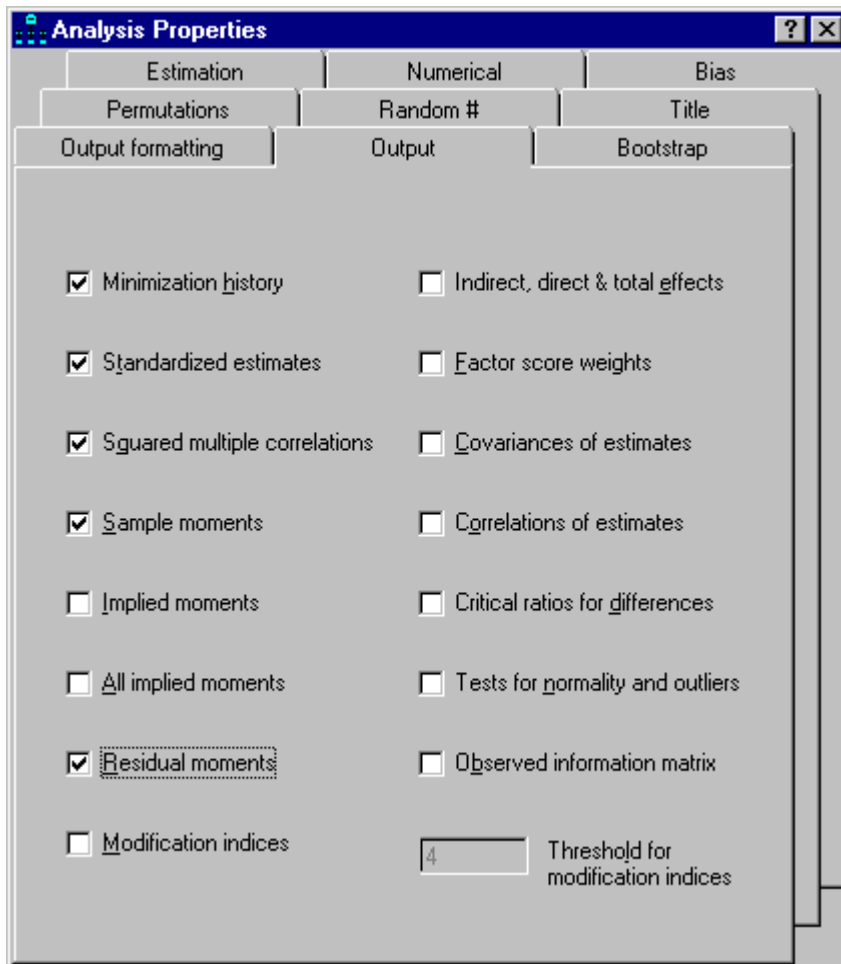 Analysis Properties
Estimation Numerical Bias
Permutations Random # Title
Output formatting Output Bootstrap
Minimization history
Indirect, direct & total effects
Standardized estimates
Factor score weights
Squared multiple correlations
Covariances of estimates
Sample moments
Correlations of estimates
Implied moments
Critical ratios for differences
All implied moments
Tests for normality and outliers
Residual moments
Observed information matrix
Modification indices
4
Threshold for
modification indices